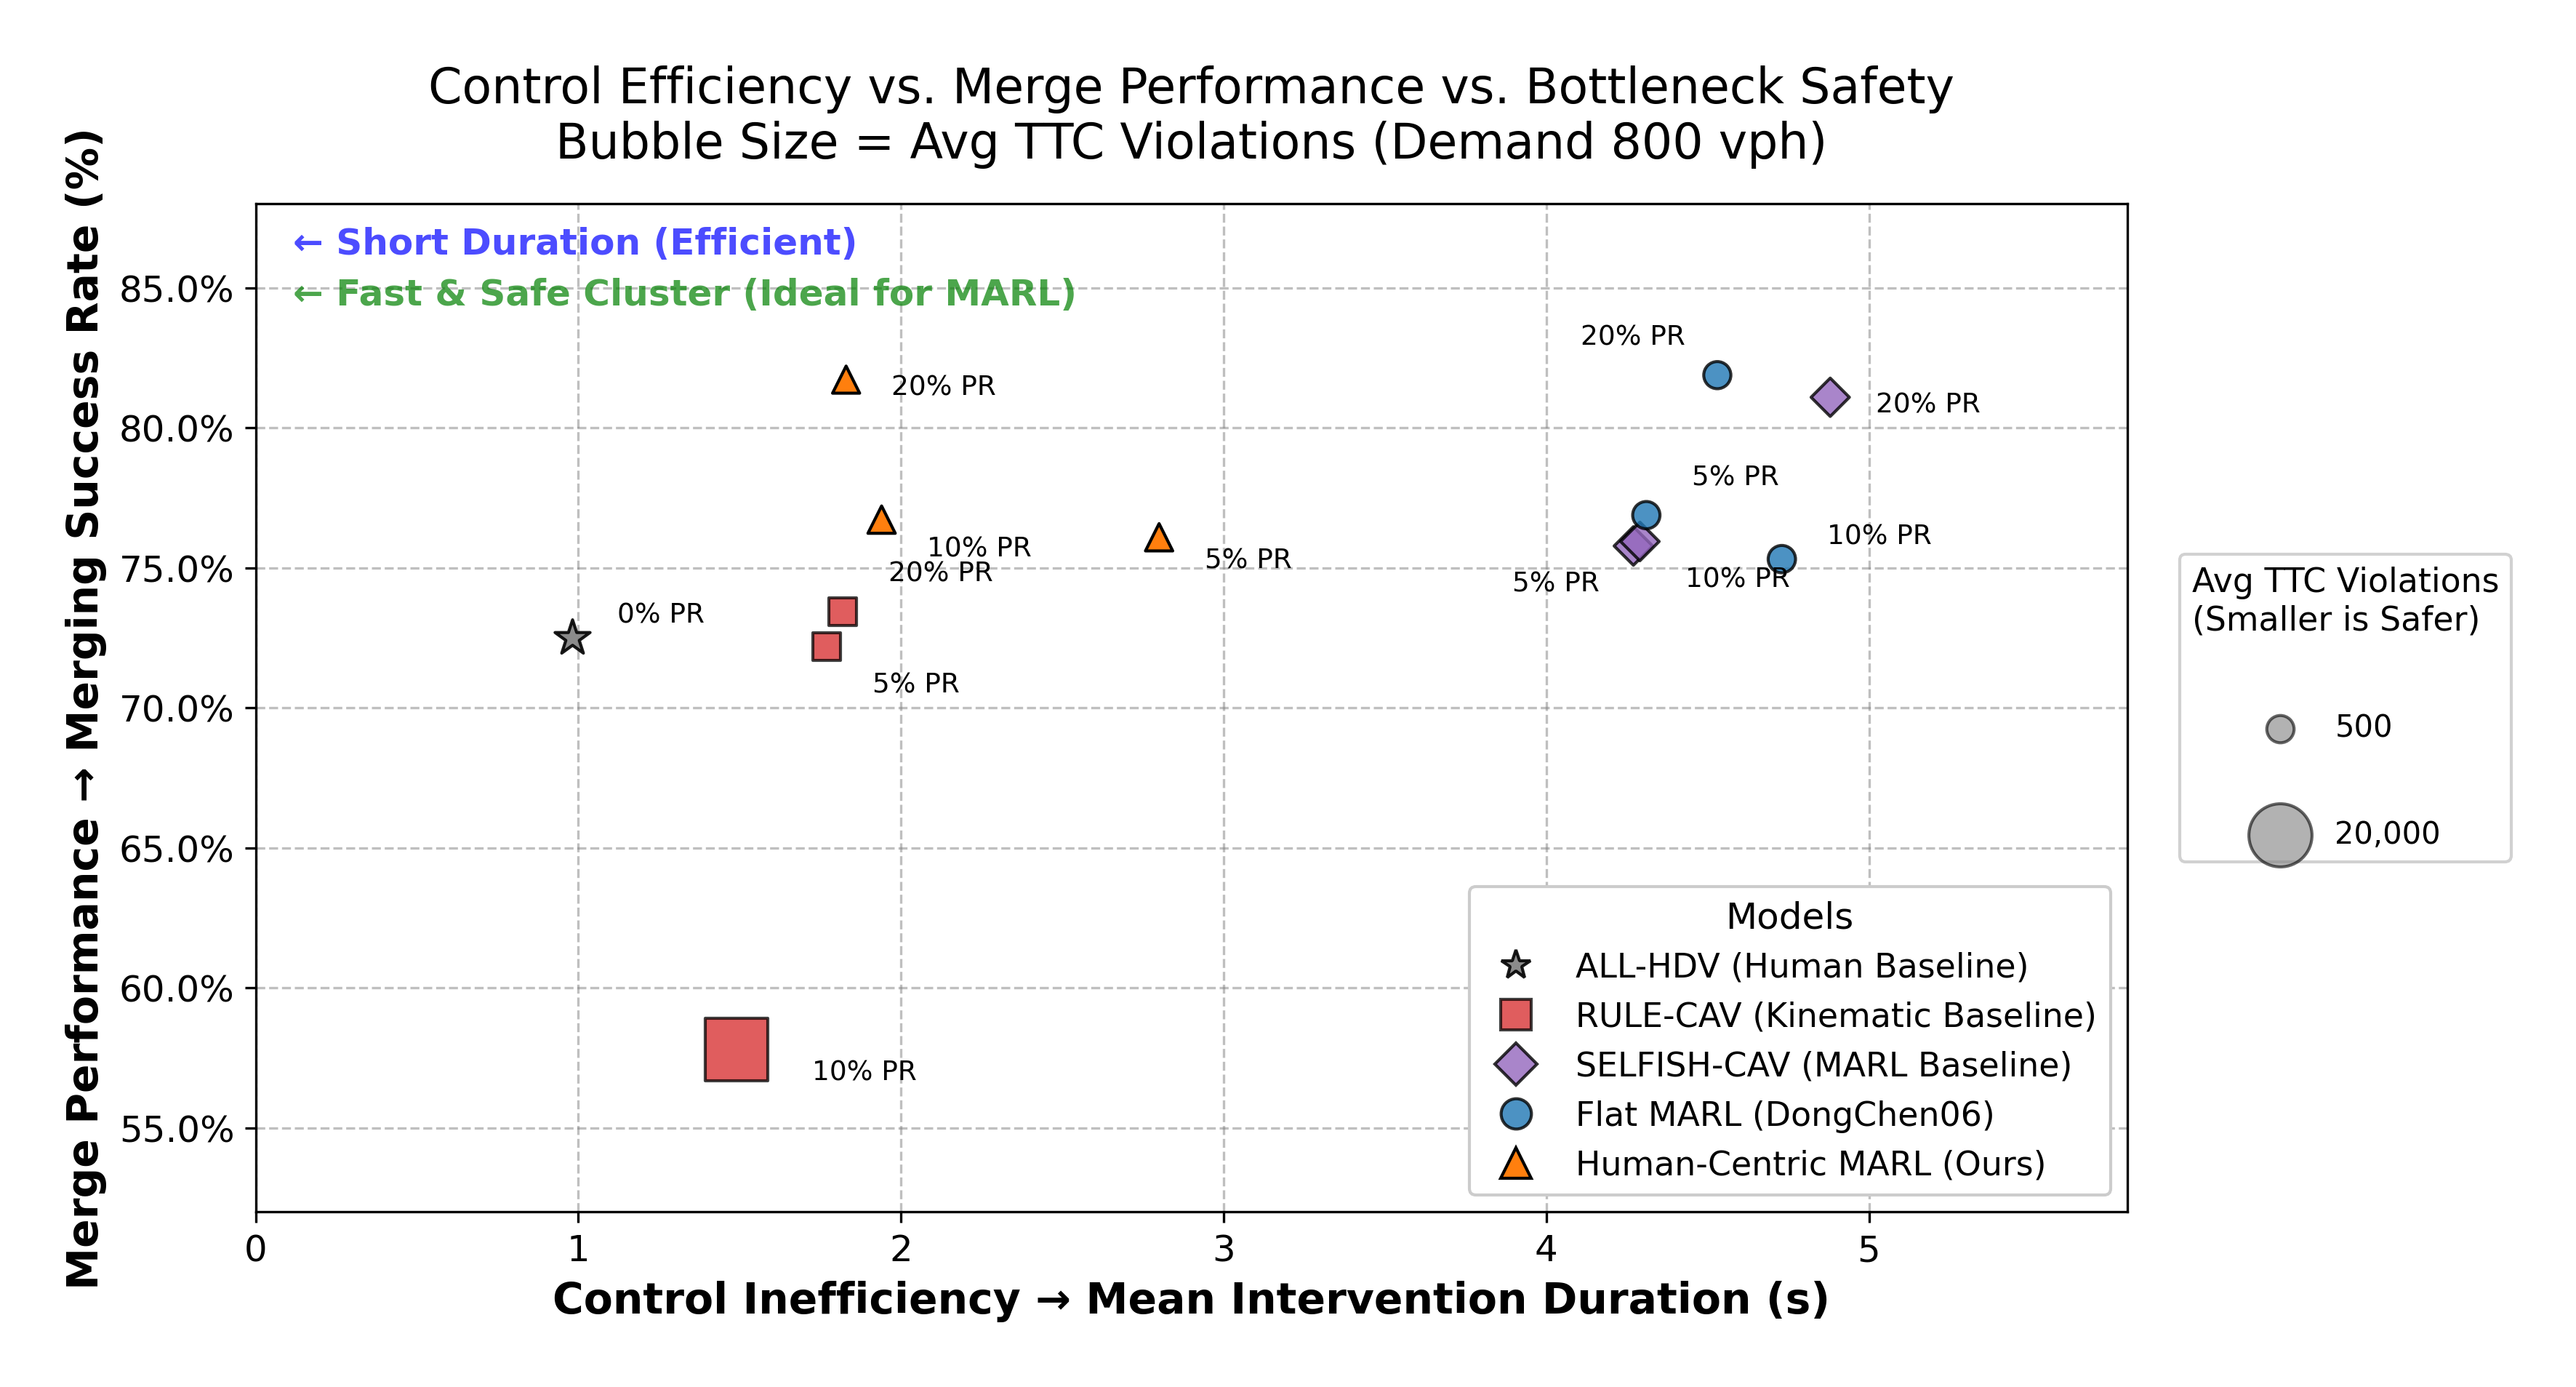 Control Efficiency vs. Merge Performance vs. Bottleneck Safety
Bubble Size = Avg TTC Violations (Demand 800 vph)
Merge Performance → Merging Success Rate (%)
← Short Duration (Efficient)
← Fast & Safe Cluster (Ideal for MARL)
85.0%
80.0%
75.0%
70.0%
65.0%
60.0%
55.0%
20% PR
20% PR
20% PR
5% PR
10% PR
10% PR
5% PR
20% PR
5% PR
10% PR
0% PR
5% PR
10% PR
Avg TTC Violations
(Smaller is Safer)
500
20,000
Models
ALL-HDV (Human Baseline)
RULE-CAV (Kinematic Baseline)
SELFISH-CAV (MARL Baseline)
Flat MARL (DongChen06)
Human-Centric MARL (Ours)
0
1
2
3
4
5
Control Inefficiency → Mean Intervention Duration (s)